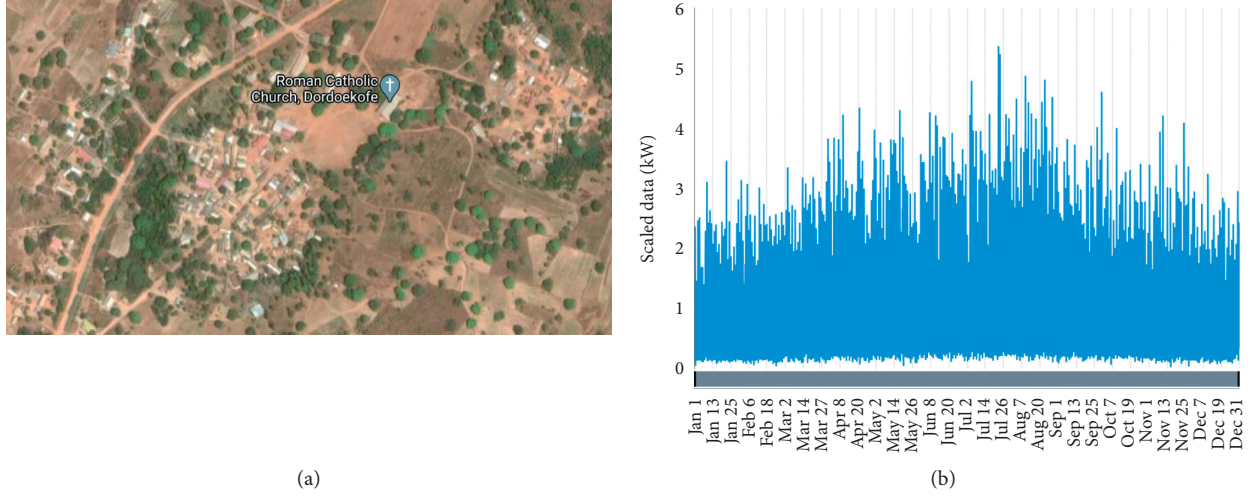 Roman Catholic
Church, Dordoekofe
(a)
Scaled data (kW)
6
5
4
3
2
1
0
Jan 1
Jan 13
Jan 25
Feb 6
Feb 18
Mar 2
Mar 14
Mar 27
Apr 8
Apr 20
May 2
May 14
May 26
Jun 8
Jun 20
Jul 2
Jul 14
Jul 26
Aug 7
Aug 20
Sep 1
Sep 13
Sep 25
Oct 7
Oct 19
Nov 1
Nov 13
Nov 25
Dec 7
Dec 19
Dec 31
(b)